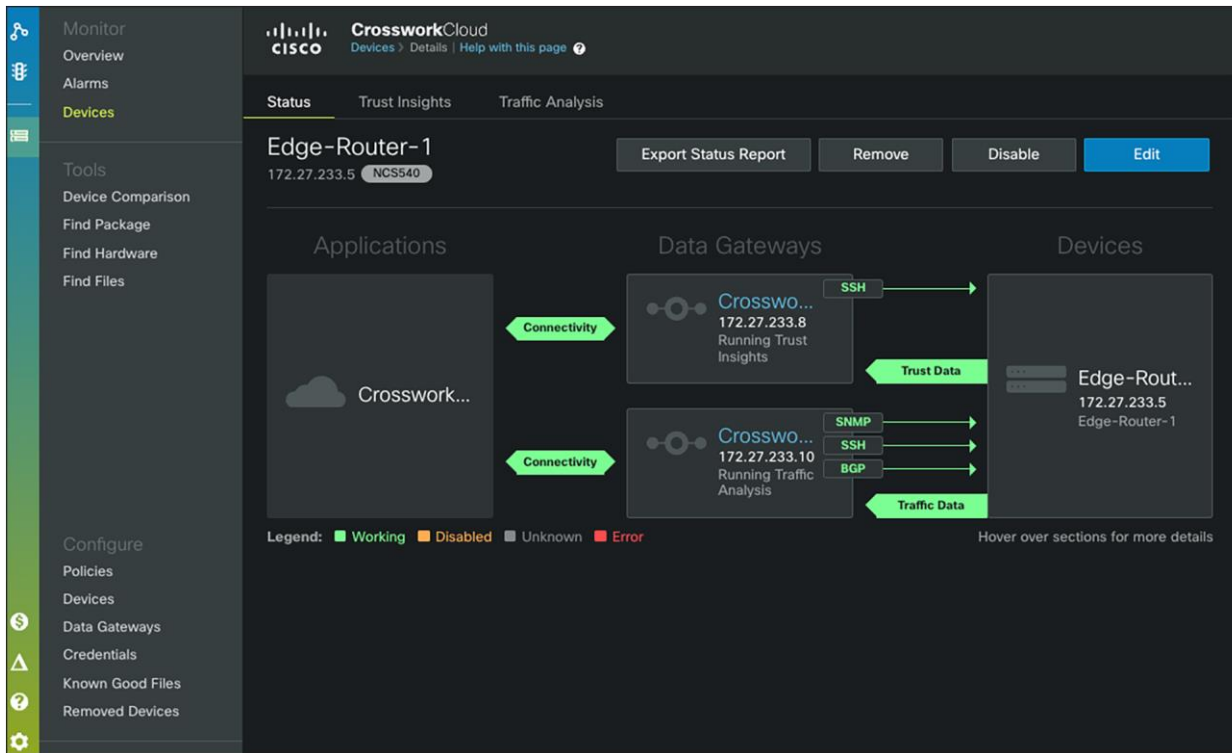 Monitor
Overview
Alarms
Devices
Tools
Device Comparison
Find Package
Find Hardware
Find Files
Configure
Policies
Devices
Data Gateways
Credentials
Known Good Files
Removed Devices
CISCO
CrossworkCloud
Devices > Details | Help with this page ?
Status Trust Insights Traffic Analysis
Edge-Router-1
172.27.233.5 NCS540
Export Status Report Remove Disable Edit
Applications Data Gateways Devices
Crosswork...
Connectivity
Connectivity
Crosswo...
172.27.233.8
Running Trust
Insights
SSH
Trust Data
Crosswo...
172.27.233.10
Running Traffic
Analysis
SNMP
SSH
BGP
Traffic Data
Edge-Rout...
172.27.233.5
Edge-Router-1
Legend: Working Disabled Unknown Error
Hover over sections for more details